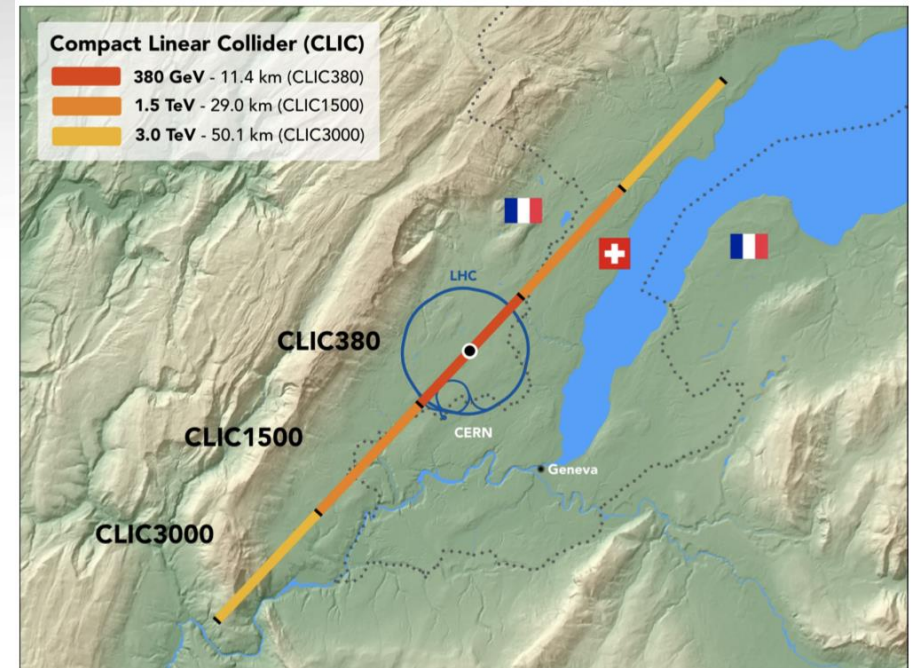 Compact Linear Collider (CLIC)
380 GeV - 11.4 km (CLIC380)
1.5 TeV - 29.0 km (CLIC1500)
3.0 TeV - 50.1 km (CLIC3000)
LHC
CLIC380
CLIC1500
CERN
Geneva
CLIC3000